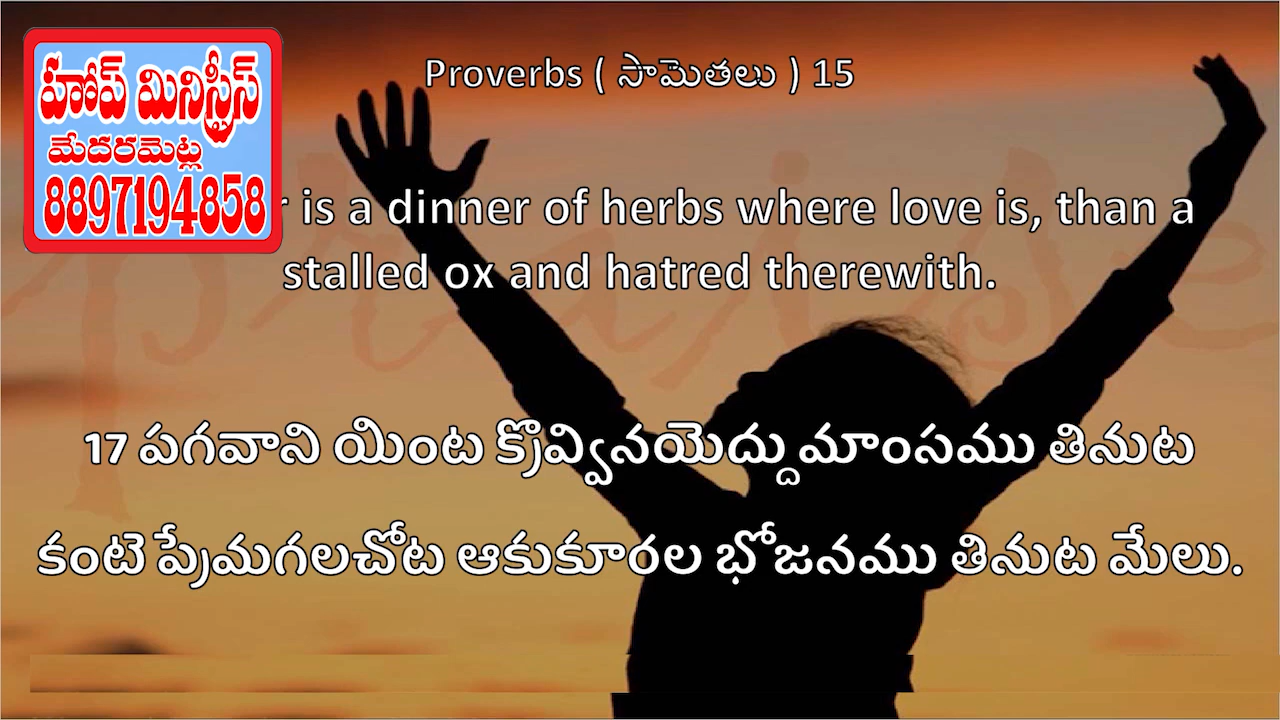 హోప్ మినిస్ట్రీస్
మేదరమెట్ల
8897194858
Proverbs ( సామెతలు ) 15
is a dinner of herbs where love is, than a
stalled ox and hatred therewith.
praise
17 పగవాని యింట క్రొవ్వినయెద్దుమాంసము తినుట
కంటె ప్రేమగలచోట ఆకుకూరల భోజనము తినుట మేలు.